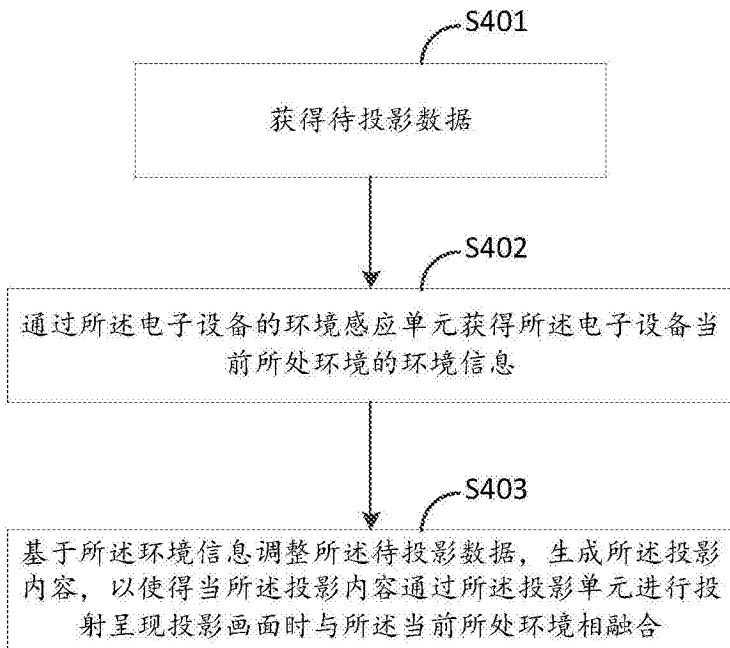 S401
获得待投影数据
S402
通过所述电子设备的环境感应单元获得所述电子设备当
前所处环境的环境信息
S403
基于所述环境信息调整所述待投影数据，生成所述投影
内容，以使得当所述投影内容通过所述投影单元进行投
射呈现投影画面时与所述当前所处环境相融合